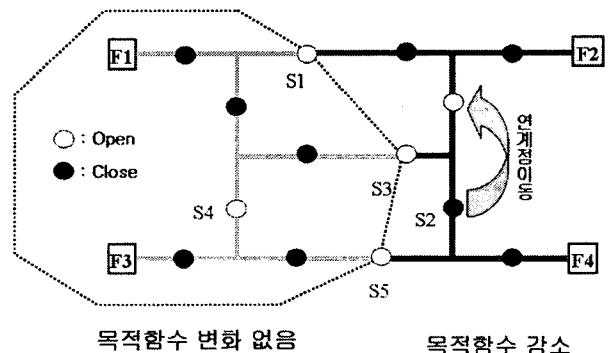 F1
F2
S1
○ : Open
● : Close
S3
S4
S2
연계점이동
F3
S5
F4
목적함수 변화 없음
목적함수 감소